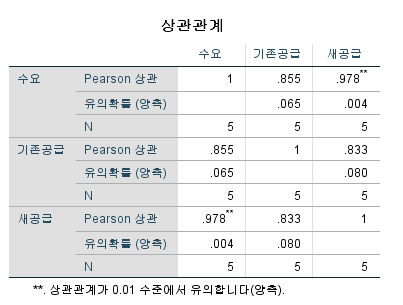 상관관계
수요 기존공급 새공급
수요 Pearson 상관 1 .855 .978**
유의확률 (양측) .065 .004
N 5 5 5
기존공급 Pearson 상관 .855 1 .833
유의확률 (양측) .065 .080
N 5 5 5
새공급 Pearson 상관 .978** .833 1
유의확률 (양측) .004 .080
N 5 5 5
**. 상관관계가 0.01 수준에서 유의합니다(양측).